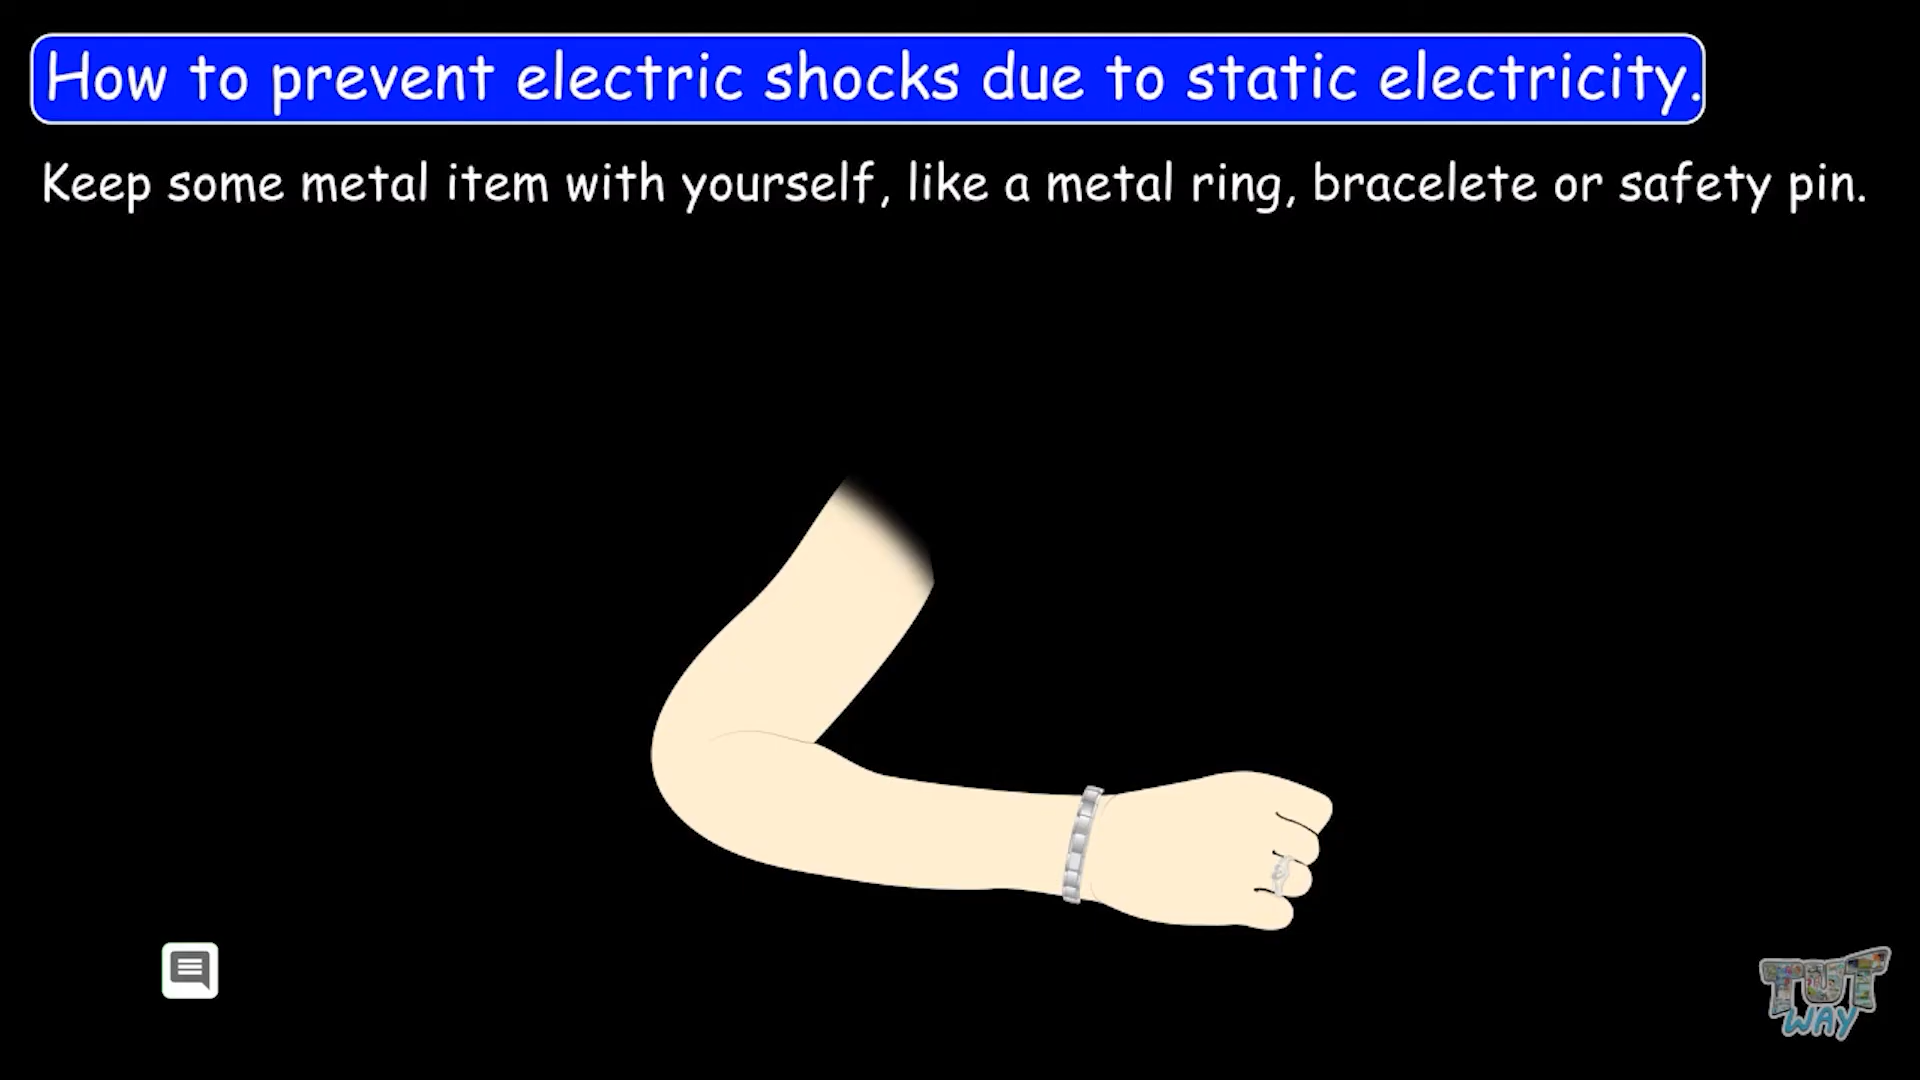 How to prevent electric shocks due to static electricity.
Keep some metal item with yourself, like a metal ring, bracelete or safety pin.
TUT
WAY